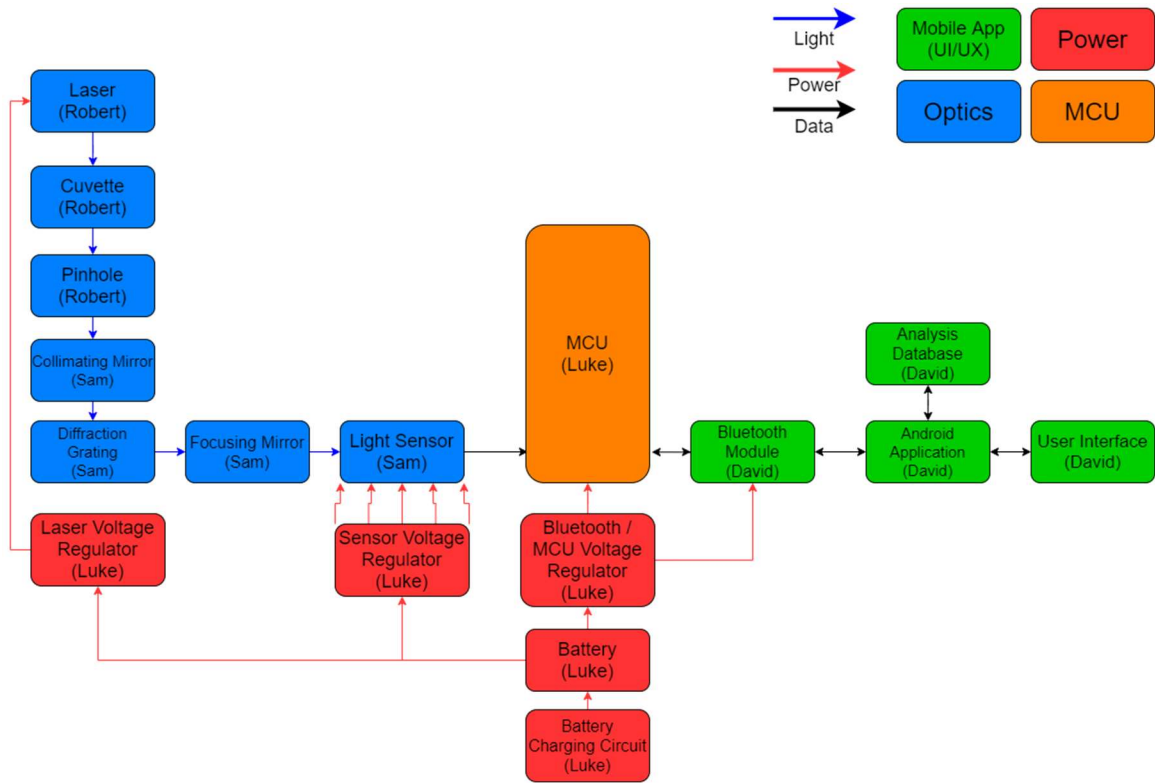 Light
Power
Data
Mobile App
(UI/UX)
Power
Optics
MCU
Laser
(Robert)
Cuvette
(Robert)
Pinhole
(Robert)
Collimating Mirror
(Sam)
Diffraction
Grating
(Sam)
Focusing Mirror
(Sam)
Light Sensor
(Sam)
MCU
(Luke)
Bluetooth
Module
(David)
Analysis
Database
(David)
Android
Application
(David)
User Interface
(David)
Laser Voltage
Regulator
(Luke)
Sensor Voltage
Regulator
(Luke)
Bluetooth /
MCU Voltage
Regulator
(Luke)
Battery
(Luke)
Battery
Charging Circuit
(Luke)